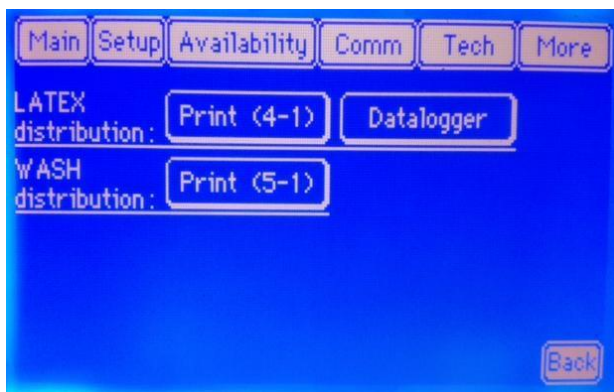 Main Setup Availability Comm Tech More
LATEX
distribution: Print (4-1) Datalogger
WASH
distribution: Print (5-1)
Back